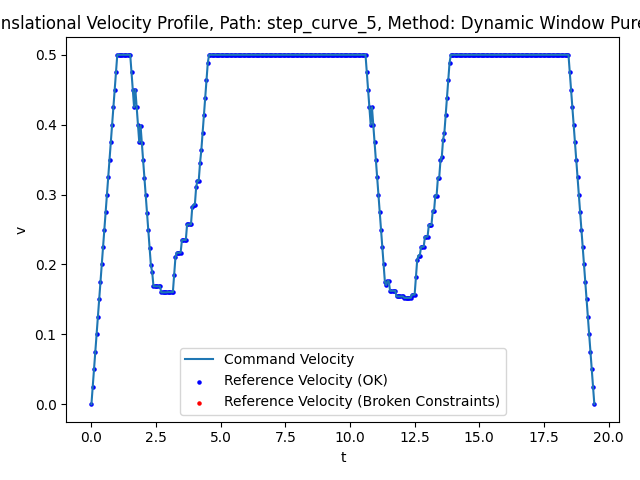 nslational Velocity Profile, Path: step_curve_5, Method: Dynamic Window Pure
0.5
0.4
0.3
0.2
0.1
0.0
v
Command Velocity
Reference Velocity (OK)
Reference Velocity (Broken Constraints)
0.0 2.5 5.0 7.5 10.0 12.5 15.0 17.5 20.0
t